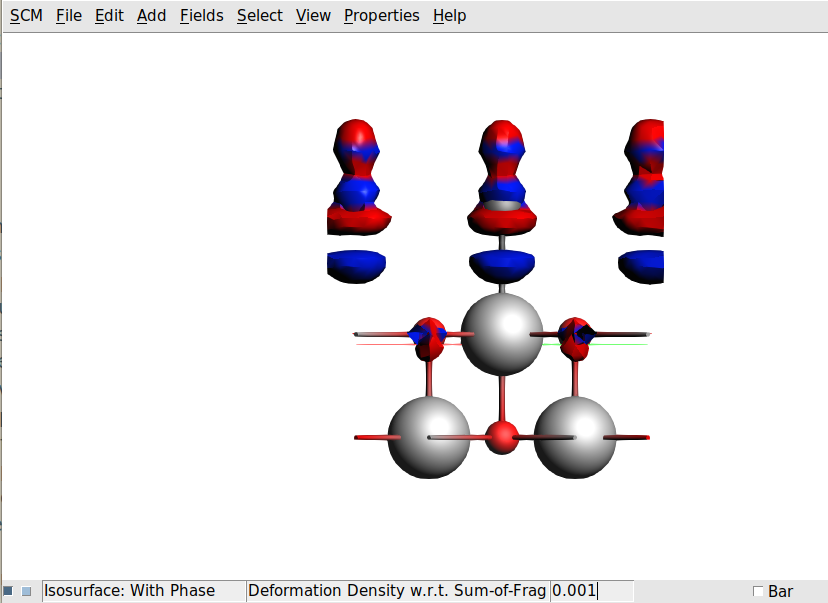 SCM File Edit Add Fields Select View Properties Help
Isosurface: With Phase Deformation Density w.r.t. Sum-of-Frag 0.001 Bar